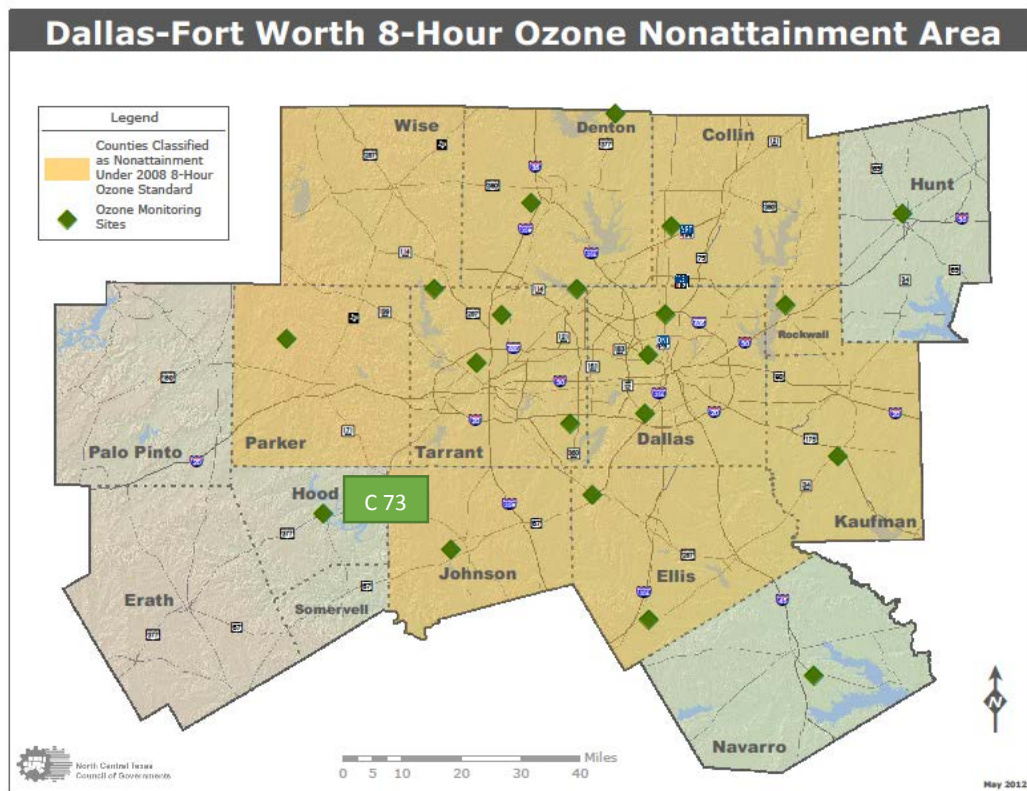 Dallas-Fort Worth 8-Hour Ozone Nonattainment Area
Legend
Counties Classified
as Nonattainment
Under 2008 8-Hour
Ozone Standard
Ozone Monitoring
Sites
Wise
Denton
Collin
Hunt
Rockwall
Palo Pinto
Parker
Tarrant
Dallas
Kaufman
Hood
C 73
Johnson
Ellis
Erath
Somervell
Navarro
N
Miles
0 5 10 20 30 40
North Central Texas
Council of Governments
May 2012